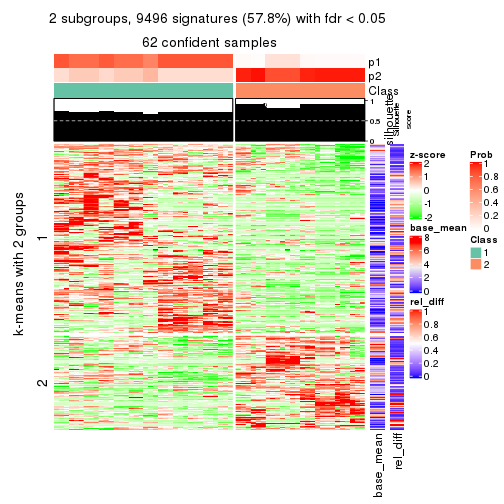 2 subgroups, 9496 signatures (57.8%) with fdr < 0.05
62 confident samples
p1
p2
Class
1
0.5
0
silhouette
Silhouette
score
k-means with 2 groups
1
2
base_mean
rel_diff
z-score
2
1
0
-1
-2
base_mean
8
6
4
2
0
rel_diff
1
0.8
0.6
0.4
0.2
0
Prob
1
0.8
0.6
0.4
0.2
0
Class
1
2